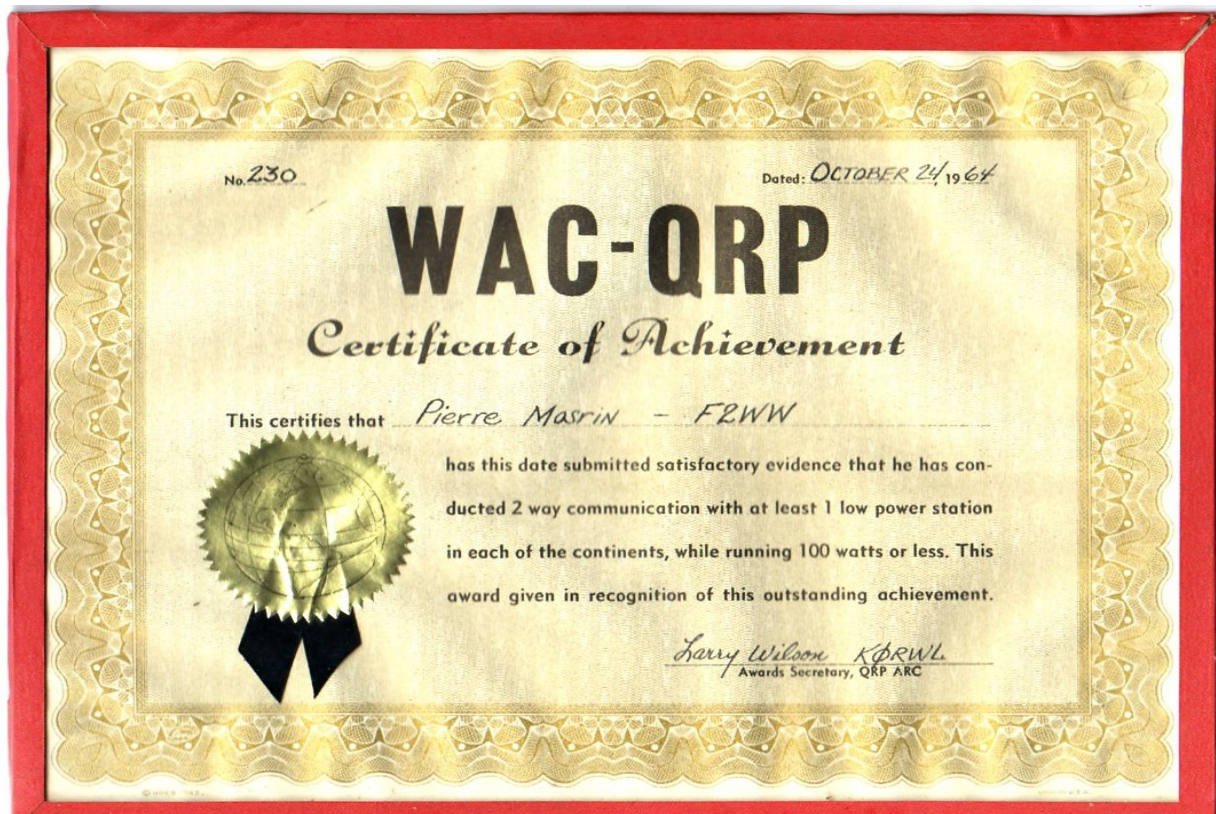 No. 230 Dated: OCTOBER 24, 1964
WAC-QRP
Certificate of Achievement
This certifies that Pierre Masrin - F2WW
has this date submitted satisfactory evidence that he has con-
ducted 2 way communication with at least 1 low power station
in each of the continents, while running 100 watts or less. This
award given in recognition of this outstanding achievement.
Larry Wilson KØRWL
Awards Secretary, QRP ARC